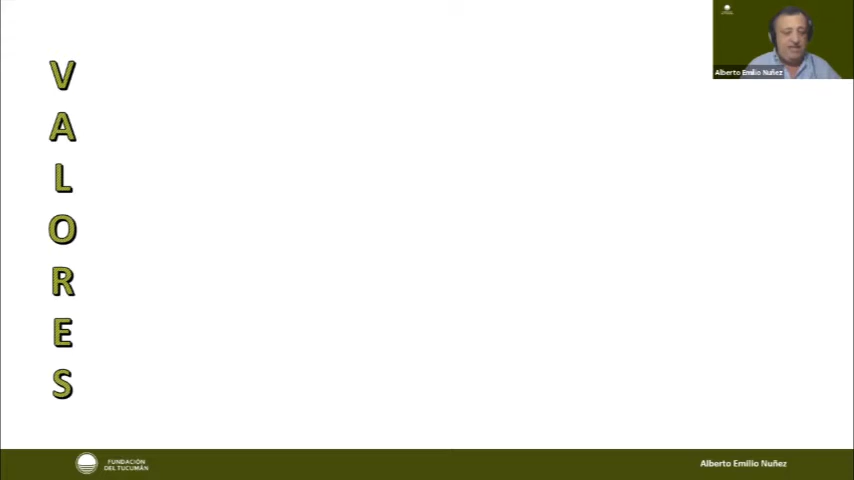 Alberto Emilio Nuñez
V
A
L
O
R
E
S
FUNDACIÓN
DEL TUCUMÁN
Alberto Emilio Nuñez